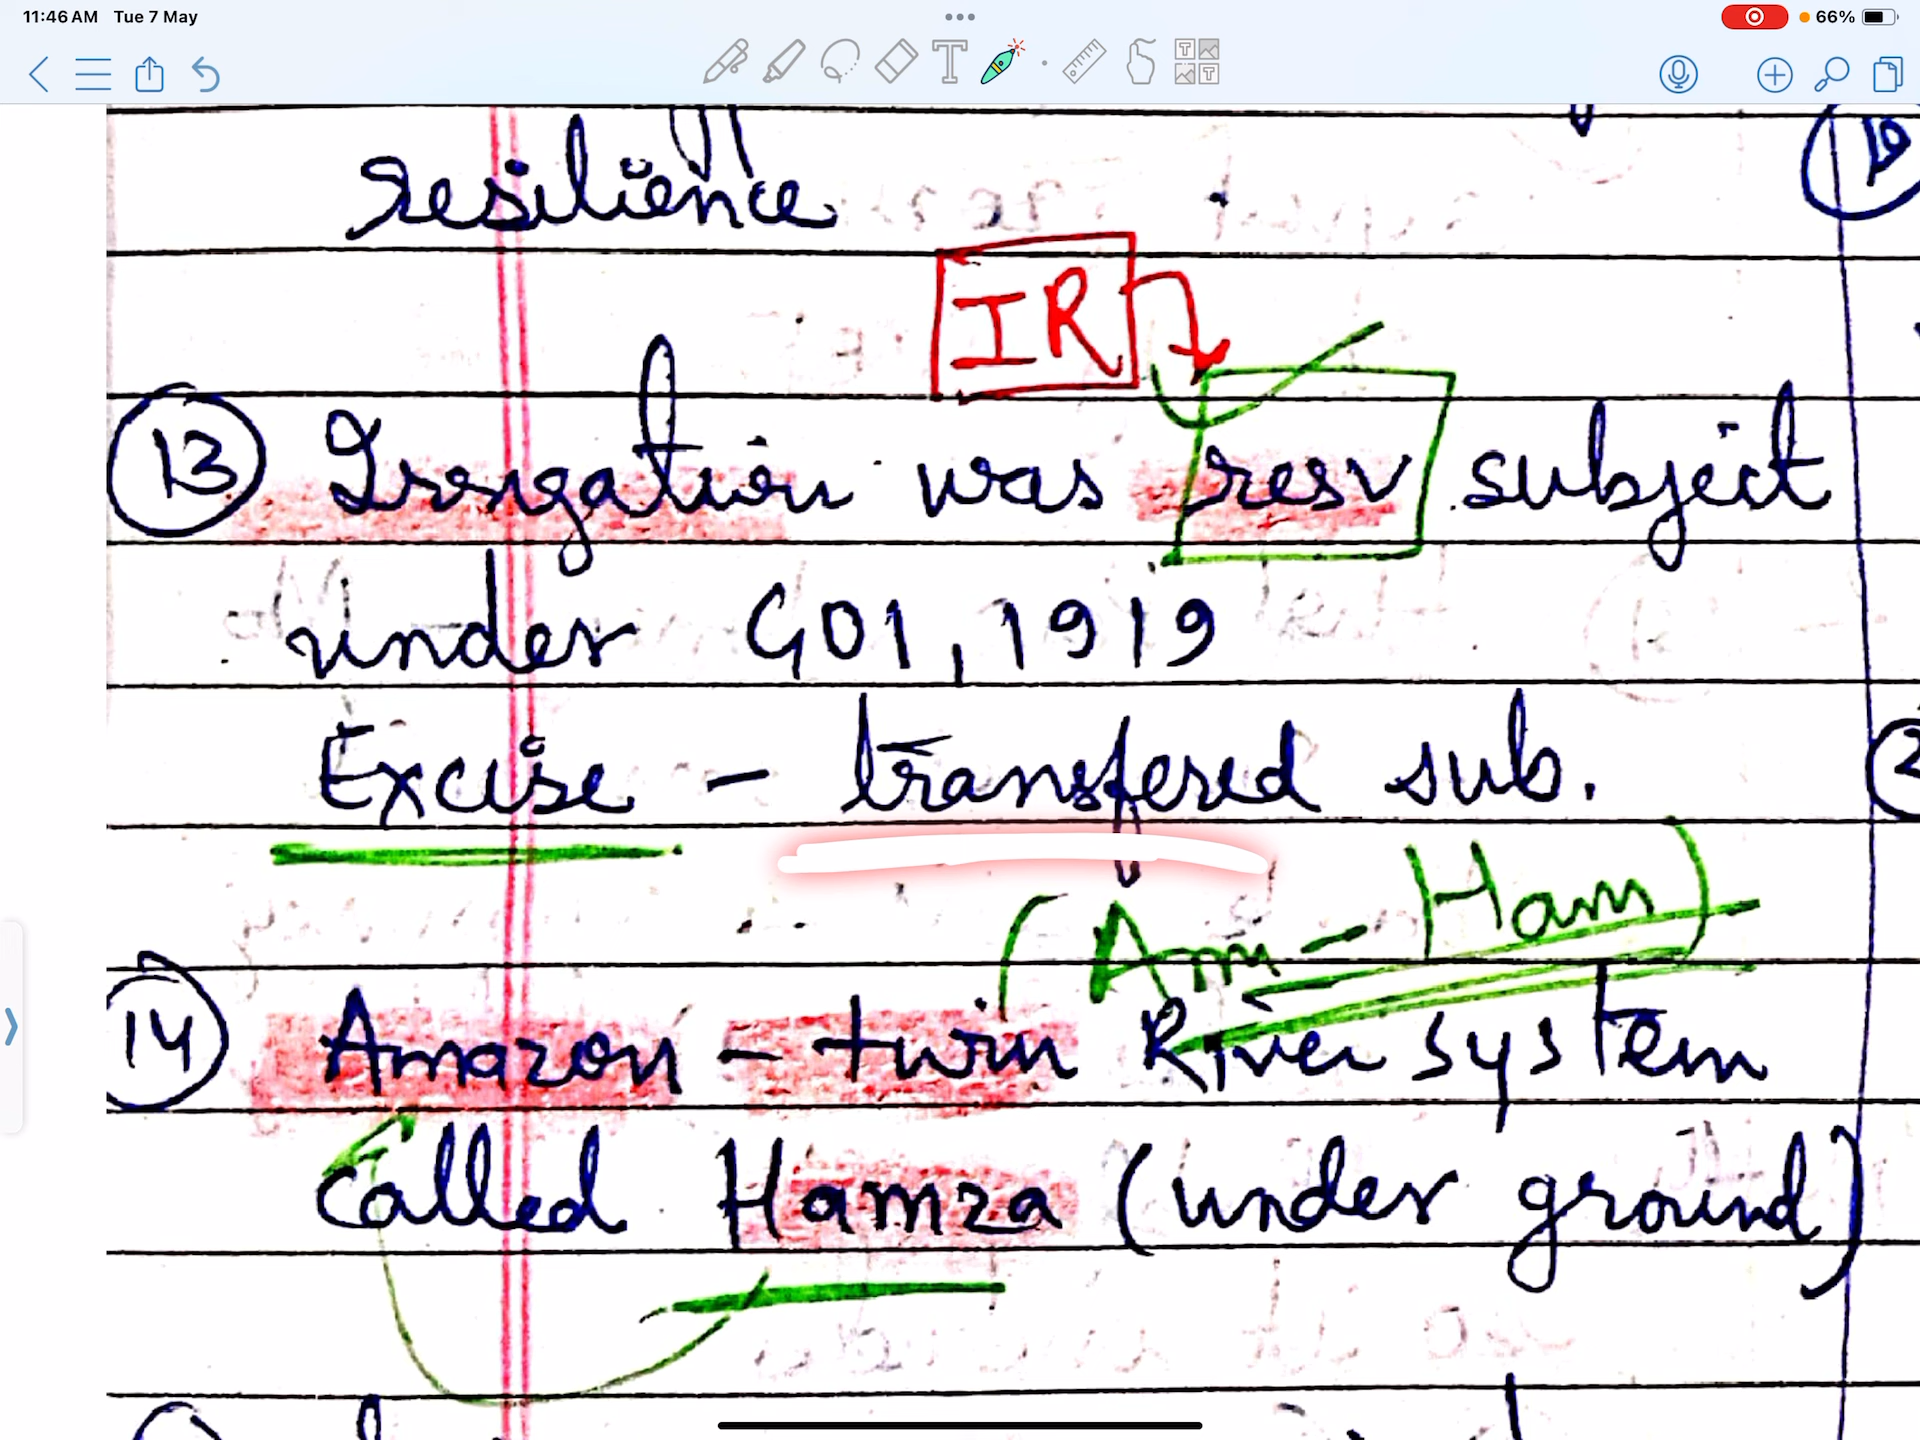 11:46 AM Tue 7 May
66%
resilience
IR
13 Irrigation was resv subject
under GOI, 1919
Excise - transfered sub.
(Am - Ham)
14 Amazon - twin River system
called Hamza (under ground)